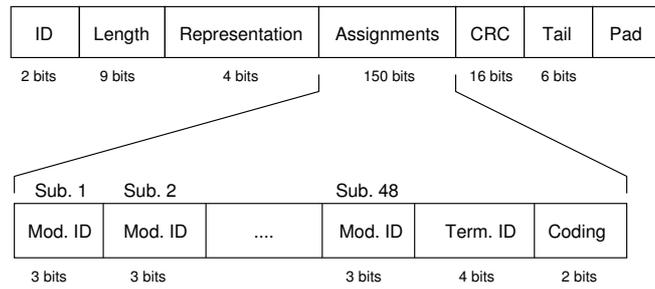 ID Length Representation Assignments CRC Tail Pad
2 bits 9 bits 4 bits 150 bits 16 bits 6 bits
Sub. 1 Sub. 2 Sub. 48
Mod. ID Mod. ID .... Mod. ID Term. ID Coding
3 bits 3 bits 3 bits 4 bits 2 bits